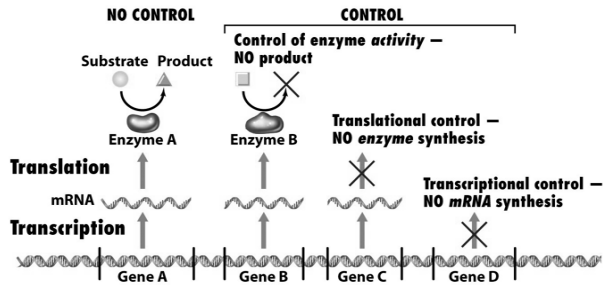 NO CONTROL
CONTROL
Control of enzyme activity —
NO product
Substrate Product
Enzyme A
Enzyme B
Translational control —
NO enzyme synthesis
Translation
mRNA
Transcriptional control —
NO mRNA synthesis
Transcription
Gene A
Gene B
Gene C
Gene D